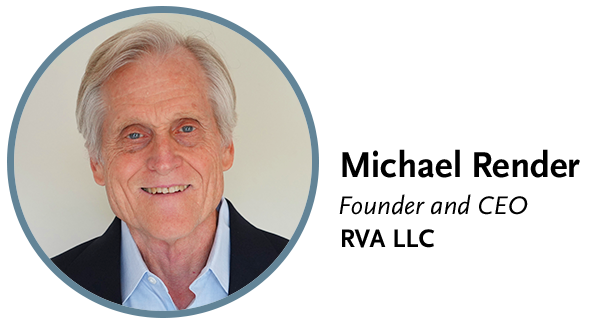 Michael Render
Founder and CEO
RVA LLC